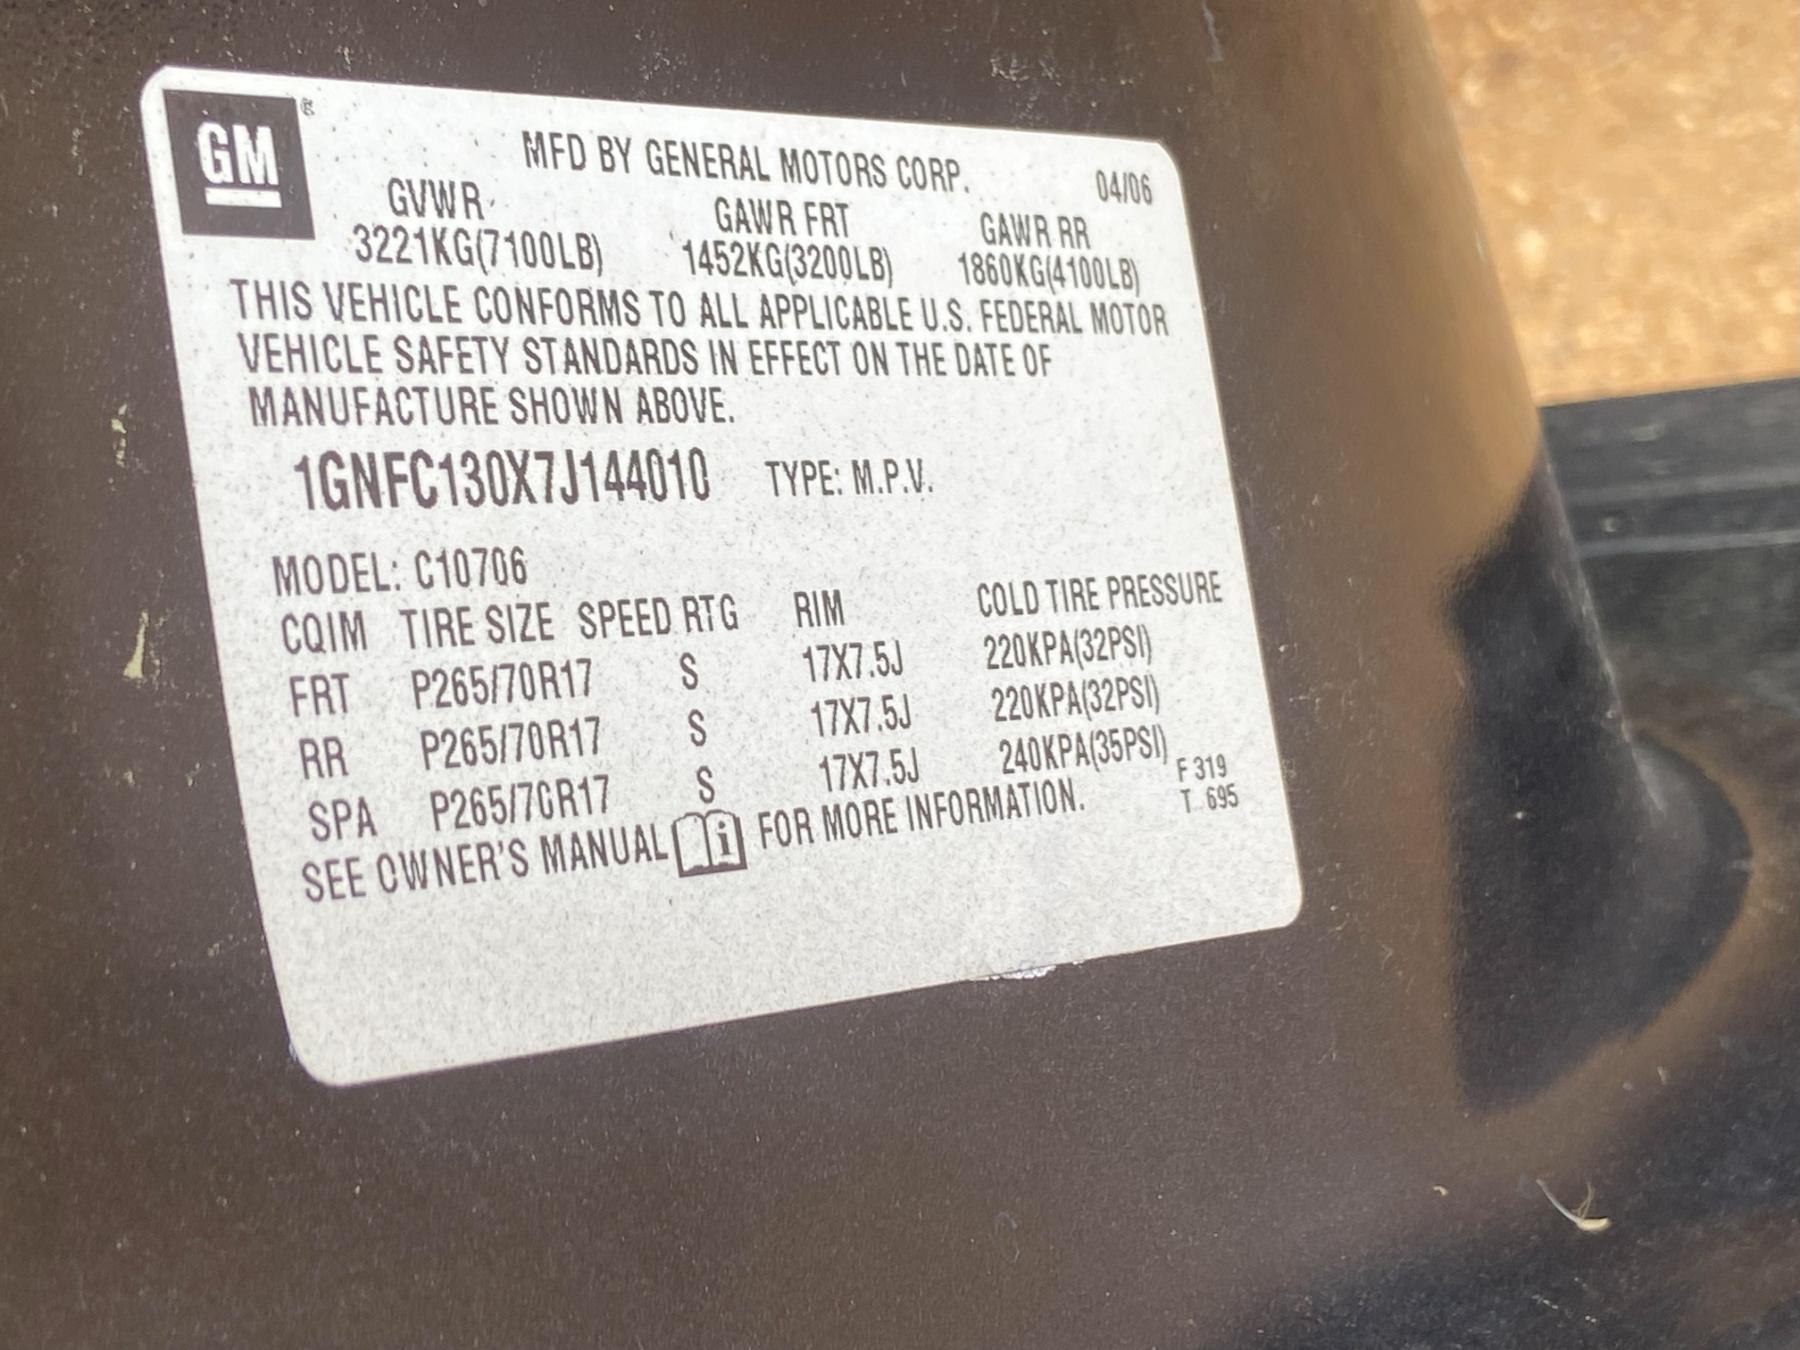 GM
MFD BY GENERAL MOTORS CORP. 04/06
GVWR GAWR FRT GAWR RR
3221KG(7100LB) 1452KG(3200LB) 1860KG(4100LB)
THIS VEHICLE CONFORMS TO ALL APPLICABLE U.S. FEDERAL MOTOR
VEHICLE SAFETY STANDARDS IN EFFECT ON THE DATE OF
MANUFACTURE SHOWN ABOVE.
1GNFC130X7J144010 TYPE: M.P.V.
MODEL: C10706
CQIM TIRE SIZE SPEED RTG RIM COLD TIRE PRESSURE
FRT P265/70R17 S 17X7.5J 220KPA(32PSI)
RR P265/70R17 S 17X7.5J 220KPA(32PSI)
SPA P265/70R17 S 17X7.5J 240KPA(35PSI)
F 319
T 695
SEE OWNER'S MANUAL FOR MORE INFORMATION.